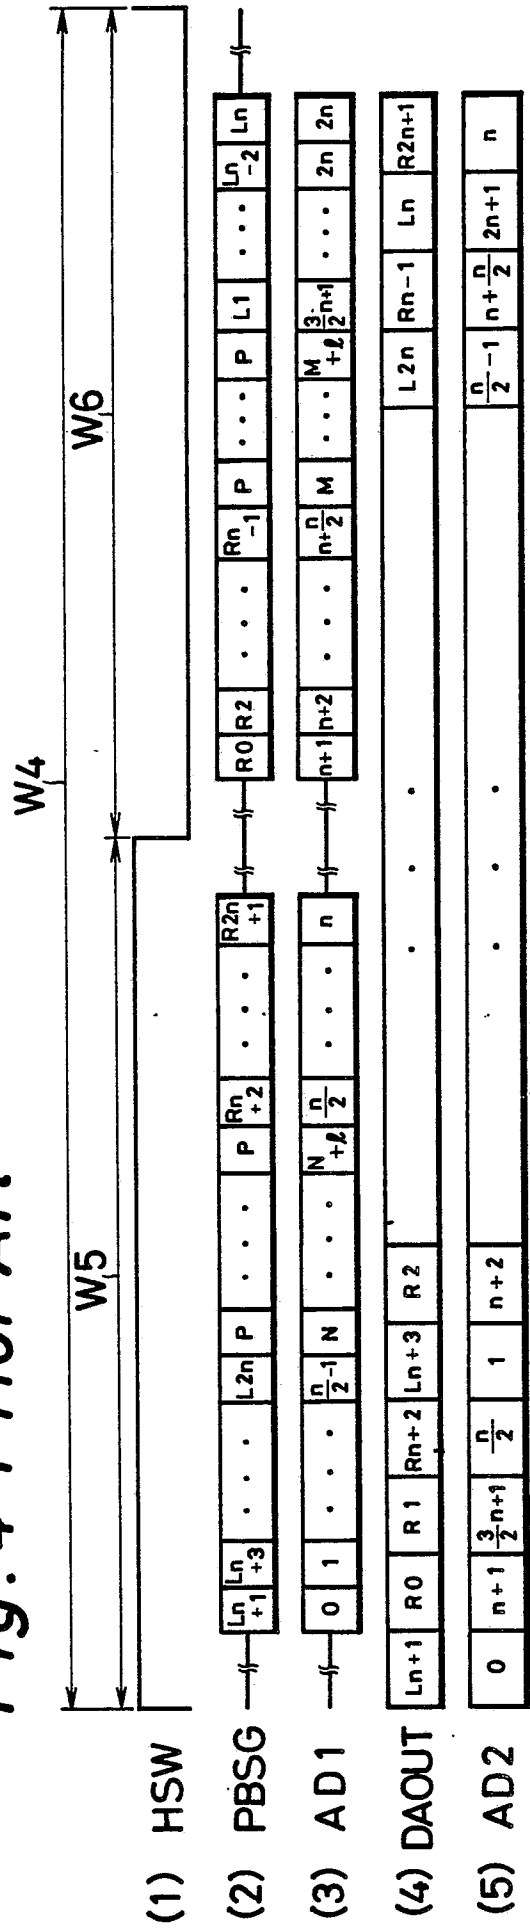 Fig. 4 Prior Art
W4
W5 W6
(1) HSW
(2) PBSG Ln+1 Ln+3 ... L2n P ... P Rn+2 ... R2n+1 R0 R2 ... Rn-1 P ... P L1 ... Ln-2 Ln
(3) AD1 0 1 ... n/2-1 N ... N+ℓ n/2 ... n n+1 n+2 ... n+n/2 M ... M+ℓ 3/2n+1 ... 2n 2n
(4) DAOUT Ln+1 R0 R1 Rn+2 Ln+3 R2 ... L2n Rn-1 Ln R2n+1
(5) AD2 0 n+1 3/2n+1 n/2 1 n+2 ... n/2-1 n+n/2 2n+1 n